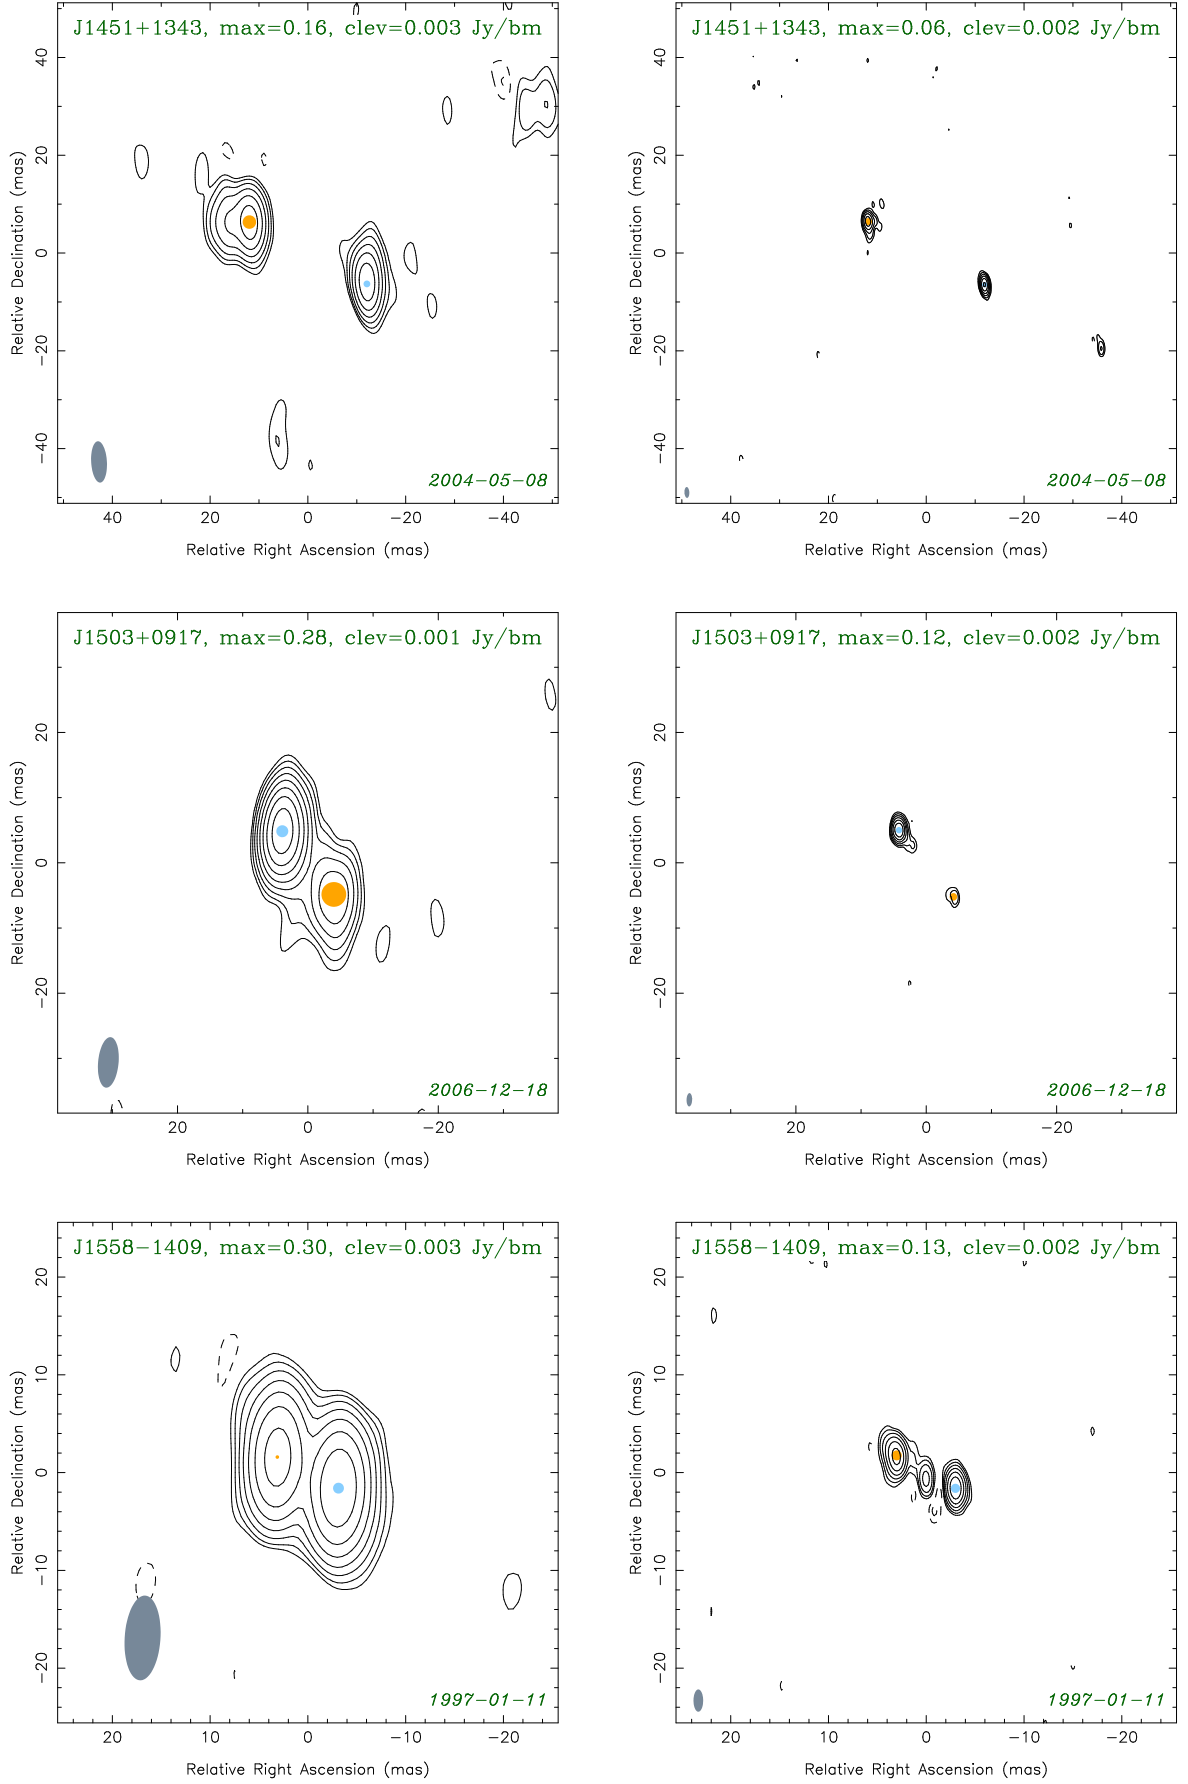 J1451+1343, max=0.16, clev=0.003 Jy/bm
40
20
0
−20
−40
Relative Declination (mas)
2004−05−08
40 20 0 −20 −40
Relative Right Ascension (mas)
J1451+1343, max=0.06, clev=0.002 Jy/bm
40
20
0
−20
−40
Relative Declination (mas)
2004−05−08
40 20 0 −20 −40
Relative Right Ascension (mas)
J1503+0917, max=0.28, clev=0.001 Jy/bm
20
0
−20
Relative Declination (mas)
2006−12−18
20 0 −20
Relative Right Ascension (mas)
J1503+0917, max=0.12, clev=0.002 Jy/bm
20
0
−20
Relative Declination (mas)
2006−12−18
20 0 −20
Relative Right Ascension (mas)
J1558−1409, max=0.30, clev=0.003 Jy/bm
20
10
0
−10
−20
Relative Declination (mas)
1997−01−11
20 10 0 −10 −20
Relative Right Ascension (mas)
J1558−1409, max=0.13, clev=0.002 Jy/bm
20
10
0
−10
−20
Relative Declination (mas)
1997−01−11
20 10 0 −10 −20
Relative Right Ascension (mas)